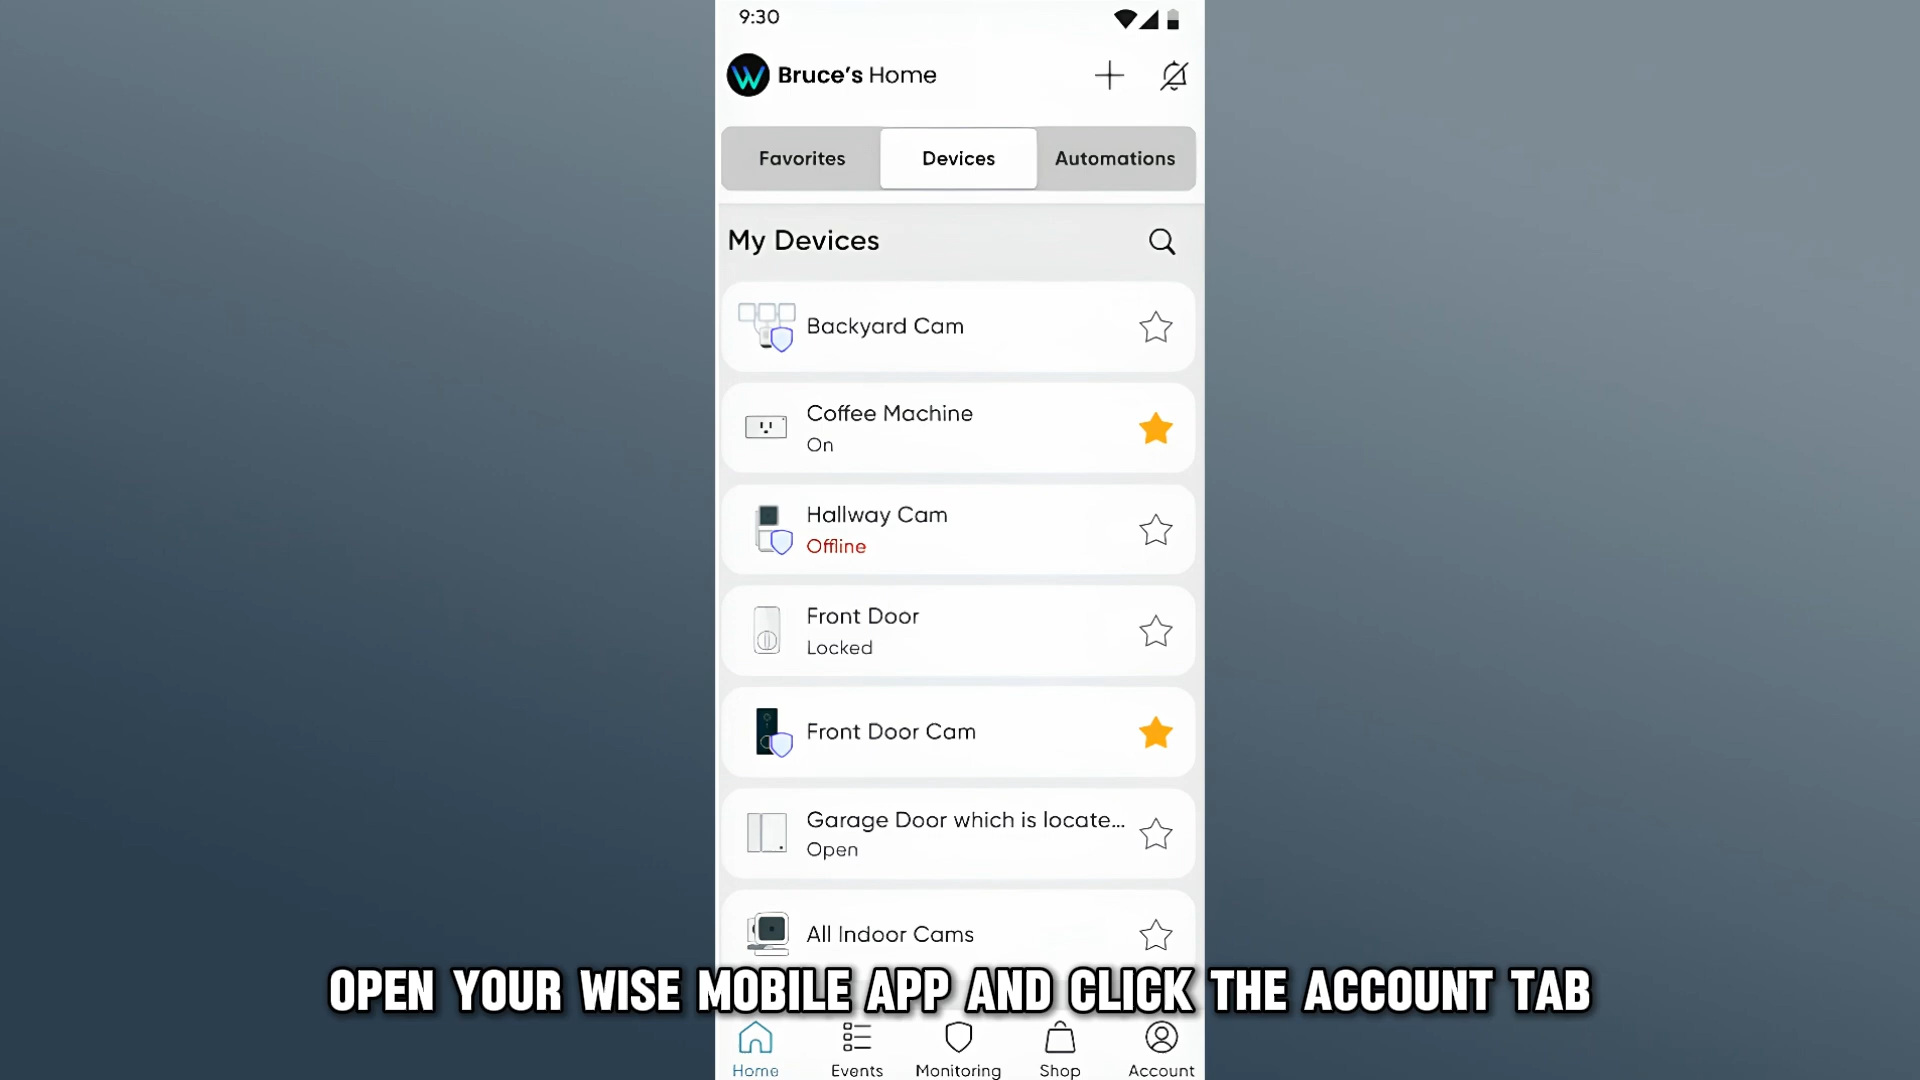 9:30
W Bruce's Home
Favorites
Devices
Automations
My Devices
Backyard Cam
Coffee Machine
On
Hallway Cam
Offline
Front Door
Locked
Front Door Cam
Garage Door which is locate...
Open
All Indoor Cams
OPEN YOUR WISE MOBILE APP AND CLICK THE ACCOUNT TAB
Home
Events
Monitoring
Shop
Account